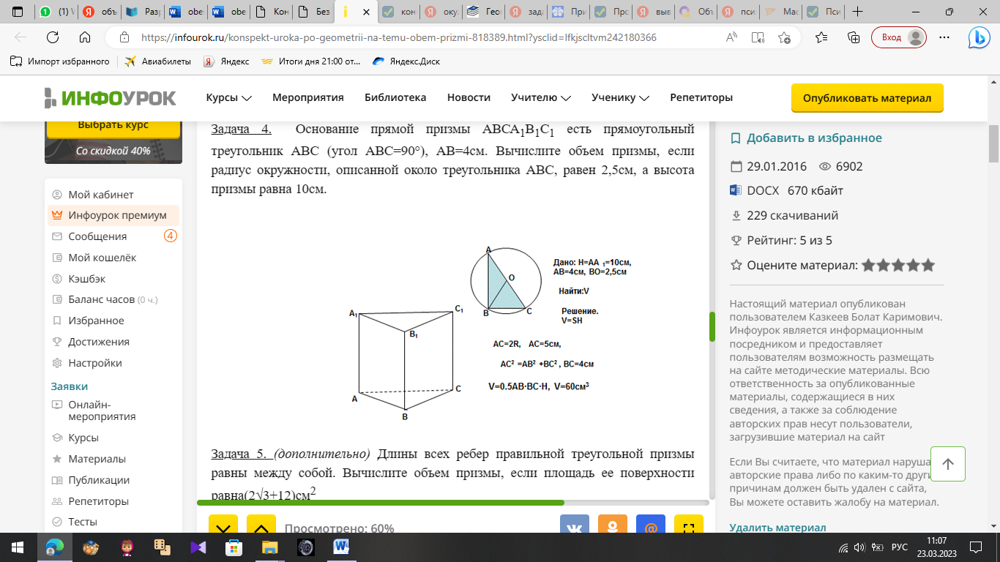 (1) W
объ
Разр
obe
obe
Кон
Без
кон
оку
Геог
зада
При
Про
выв
Объ
пси
Мас
Пси
https://infourok.ru/konspekt-uroka-po-geometrii-na-temu-obem-prizmi-818389.html?ysclid=lfkjscltvm242180366
Вход
Импорт избранного
Авиабилеты
Яндекс
Итоги дня 21:00 от...
Яндекс.Диск
ИНФОУРОК
Курсы
Мероприятия
Библиотека
Новости
Учителю
Ученику
Репетиторы
Опубликовать материал
Выбрать курс
Со скидкой 40%
Мой кабинет
Инфоурок премиум
Сообщения 4
Мой кошелёк
Кэшбэк
Баланс часов (0 ч.)
Избранное
Достижения
Настройки
Заявки
Онлайн-
мероприятия
Курсы
Материалы
Публикации
Репетиторы
Тесты
Задача 4. Основание прямой призмы ABCA₁B₁C₁ есть прямоугольный
треугольник ABC (угол ABC=90°), AB=4см. Вычислите объем призмы, если
радиус окружности, описанной около треугольника ABC, равен 2,5см, а высота
призмы равна 10см.
A
O
B
C
Дано: H=AA ₁=10см,
AB=4см, BO=2,5см
Найти:V
Решение.
V=SH
A₁
C₁
B₁
A
C
B
AC=2R, AC=5см,
AC² =AB² +BC² , BC=4см
V=0.5AB·BC·H, V=60см³
Задача 5. (дополнительно) Длины всех ребер правильной треугольной призмы
равны между собой. Вычислите объем призмы, если площадь ее поверхности
равна(2√3+12)см²
Просмотрено: 60%
Добавить в избранное
29.01.2016 6902
DOCX 670 кбайт
229 скачиваний
Рейтинг: 5 из 5
Оцените материал:
Настоящий материал опубликован
пользователем Казкеев Болат Каримович.
Инфоурок является информационным
посредником и предоставляет
пользователям возможность размещать
на сайте методические материалы. Всю
ответственность за опубликованные
материалы, содержащиеся в них
сведения, а также за соблюдение
авторских прав несут пользователи,
загрузившие материал на сайт
Если Вы считаете, что материал наруша
авторские права либо по каким-то други
причинам должен быть удален с сайта,
Вы можете оставить жалобу на материал.
Удалить материал
РУС
11:07
23.03.2023